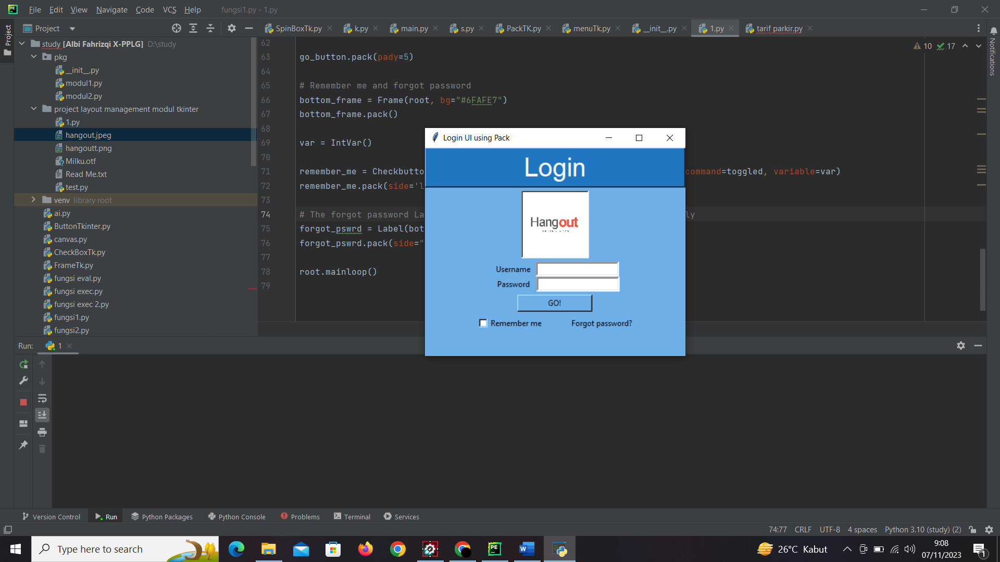 File Edit View Navigate Code VCS Help fungsi1.py - 1.py
Project
Project
SpinBoxTk.py k.py main.py s.py PackTK.py menuTk.py __init__.py 1.py tarif parkir.py
Notifications
study [Albi Fahrizqi X-PPLG] D:\study
pkg
__init__.py
modul1.py
modul2.py
project layout management modul tkinter
1.py
hangout.jpeg
hangoutt.png
Milku.otf
Read Me.txt
test.py
venv library root
ai.py
ButtonTkinter.py
canvas.py
CheckBoxTk.py
FrameTk.py
fungsi eval.py
fungsi exec.py
fungsi exec 2.py
fungsi1.py
fungsi2.py
10 17
62
63 go_button.pack(pady=5)
64
65 # Remember me and forgot password
66 bottom_frame = Frame(root, bg="#6FAFE7")
67 bottom_frame.pack()
68
69 var = IntVar()
70
71 remember_me = Checkbutto command=toggled, variable=var)
72 remember_me.pack(side='l
73
74 # The forgot password La ly
75 forgot_pswrd = Label(bot
76 forgot_pswrd.pack(side="
77
78 root.mainloop()
79
Login UI using Pack
Login
Hangout
Username
Password
GO!
Remember me Forgot password?
Run: 1
Version Control Run Python Packages Python Console Problems Terminal Services
74:77 CRLF UTF-8 4 spaces Python 3.10 (study) (2)
Type here to search
26°C Kabut
9:08
07/11/2023
1